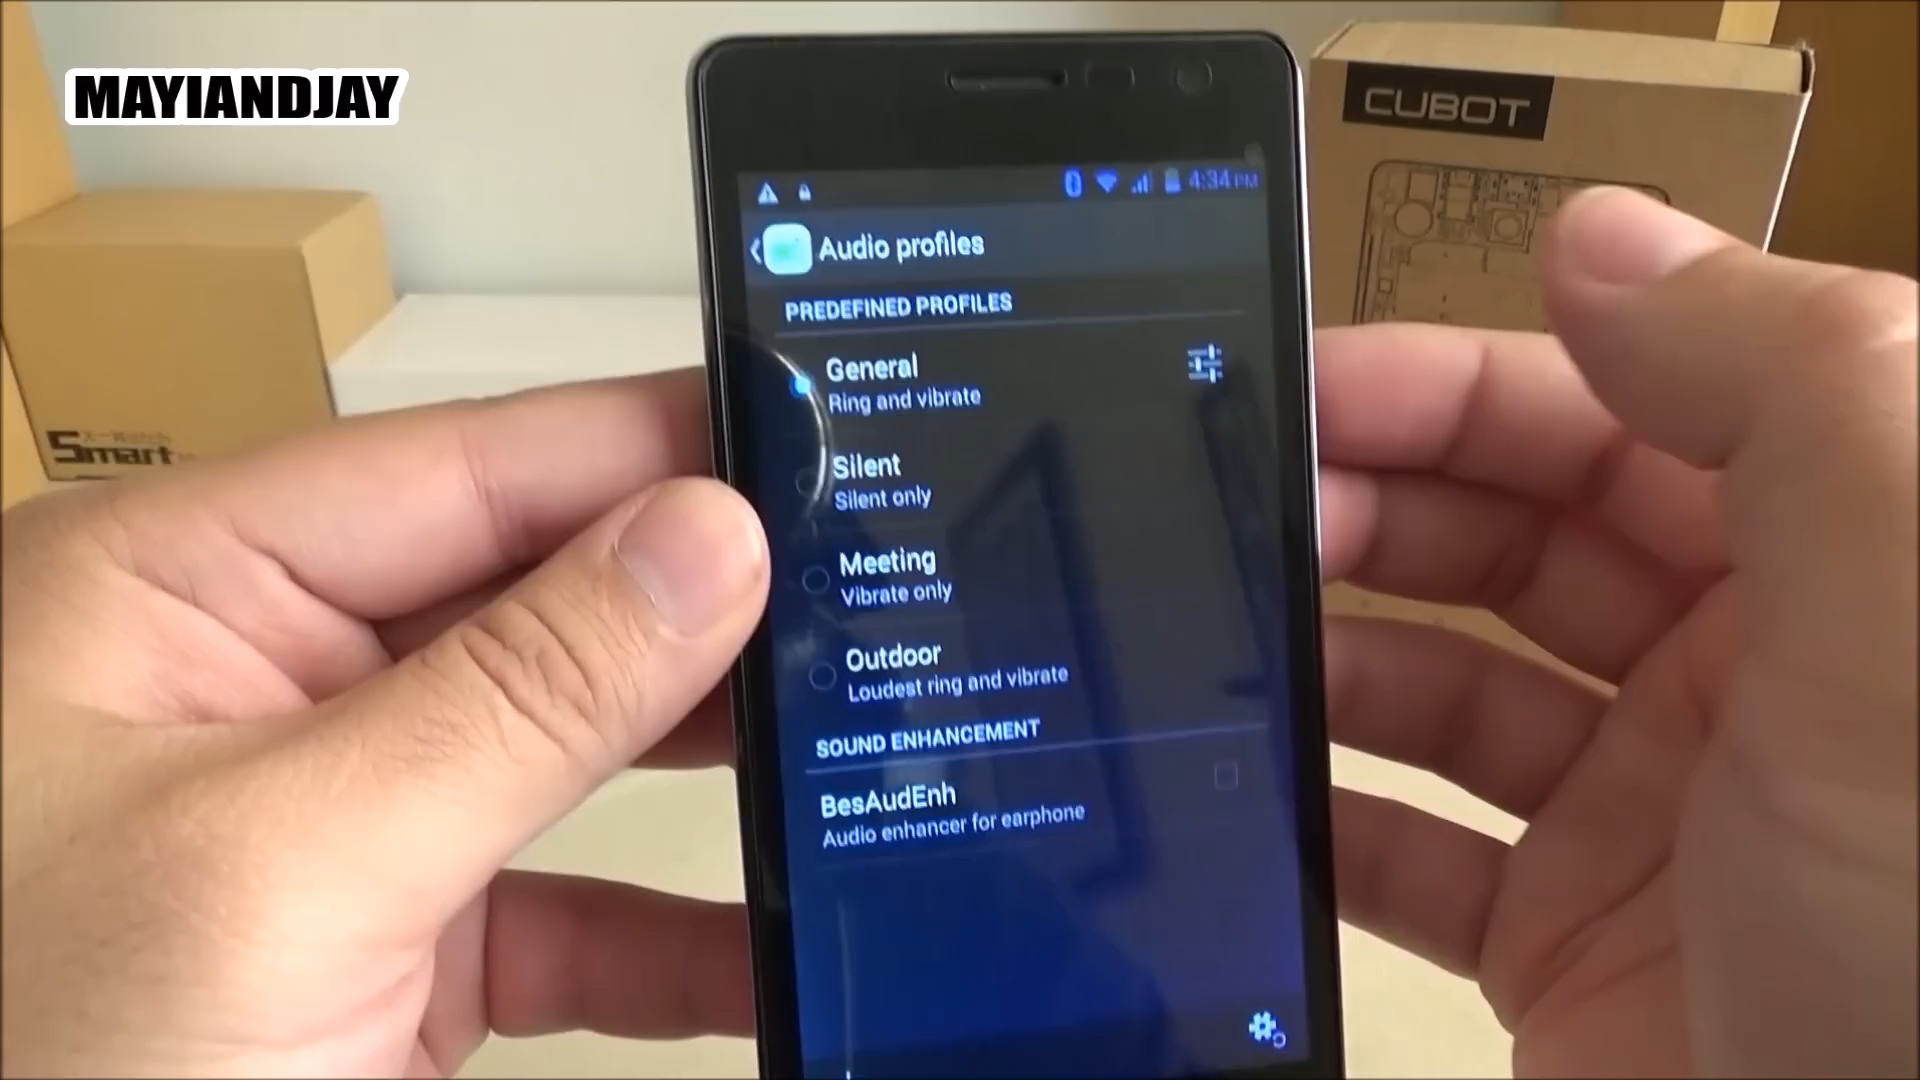 MAYIANDJAY
CUBOT
4:34 PM
Audio profiles
PREDEFINED PROFILES
General
Ring and vibrate
Silent
Silent only
Meeting
Vibrate only
Outdoor
Loudest ring and vibrate
SOUND ENHANCEMENT
BesAudEnh
Audio enhancer for earphone
Smart